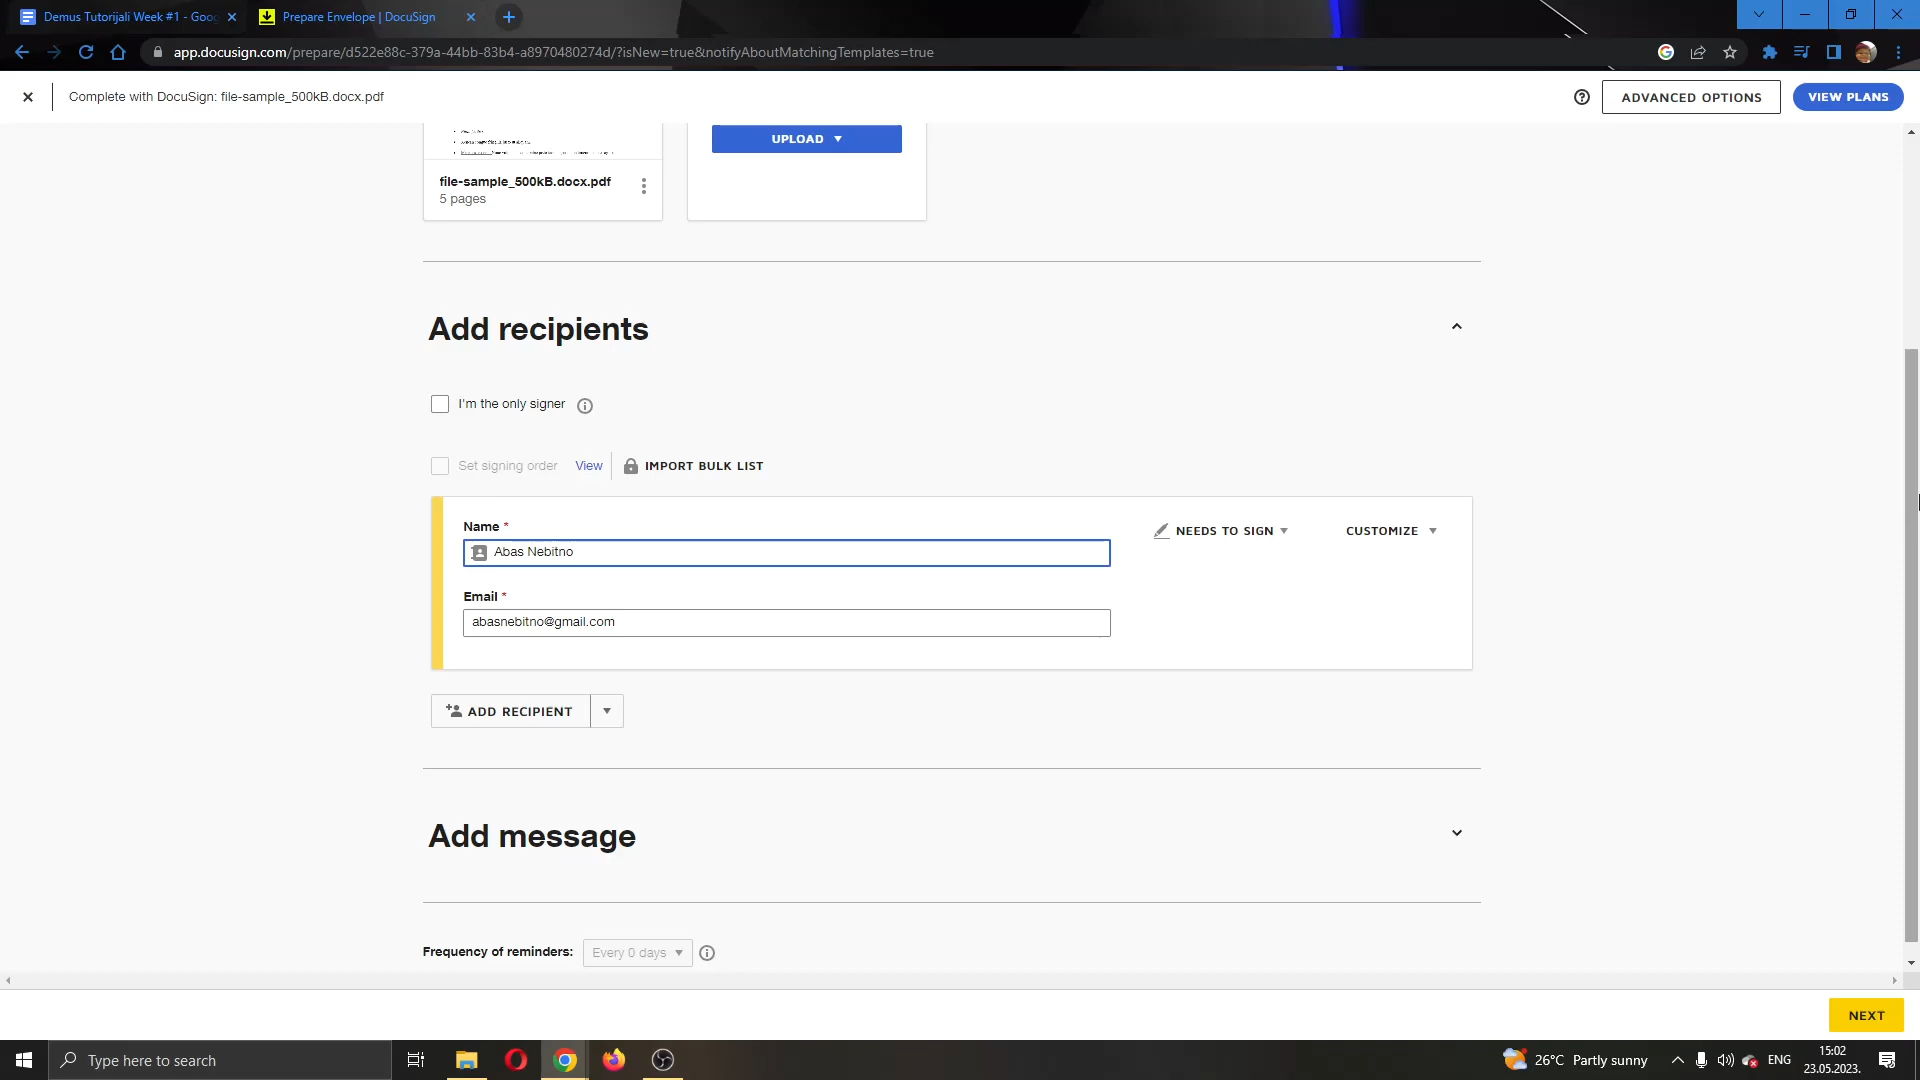 Demus Tutorijali Week #1 - Goo
Prepare Envelope | DocuSign
app.docusign.com/prepare/d522e88c-379a-44bb-83b4-a8970480274d/?isNew=true&notifyAboutMatchingTemplates=true
Complete with DocuSign: file-sample_500kB.docx.pdf
ADVANCED OPTIONS
VIEW PLANS
UPLOAD
file-sample_500kB.docx.pdf
5 pages
Add recipients
I'm the only signer
Set signing order
View
IMPORT BULK LIST
Name *
NEEDS TO SIGN
CUSTOMIZE
Abas Nebitno
Email *
abasnebitno@gmail.com
ADD RECIPIENT
Add message
Frequency of reminders:
Every 0 days
NEXT
Type here to search
26°C Partly sunny
ENG
15:02
23.05.2023.